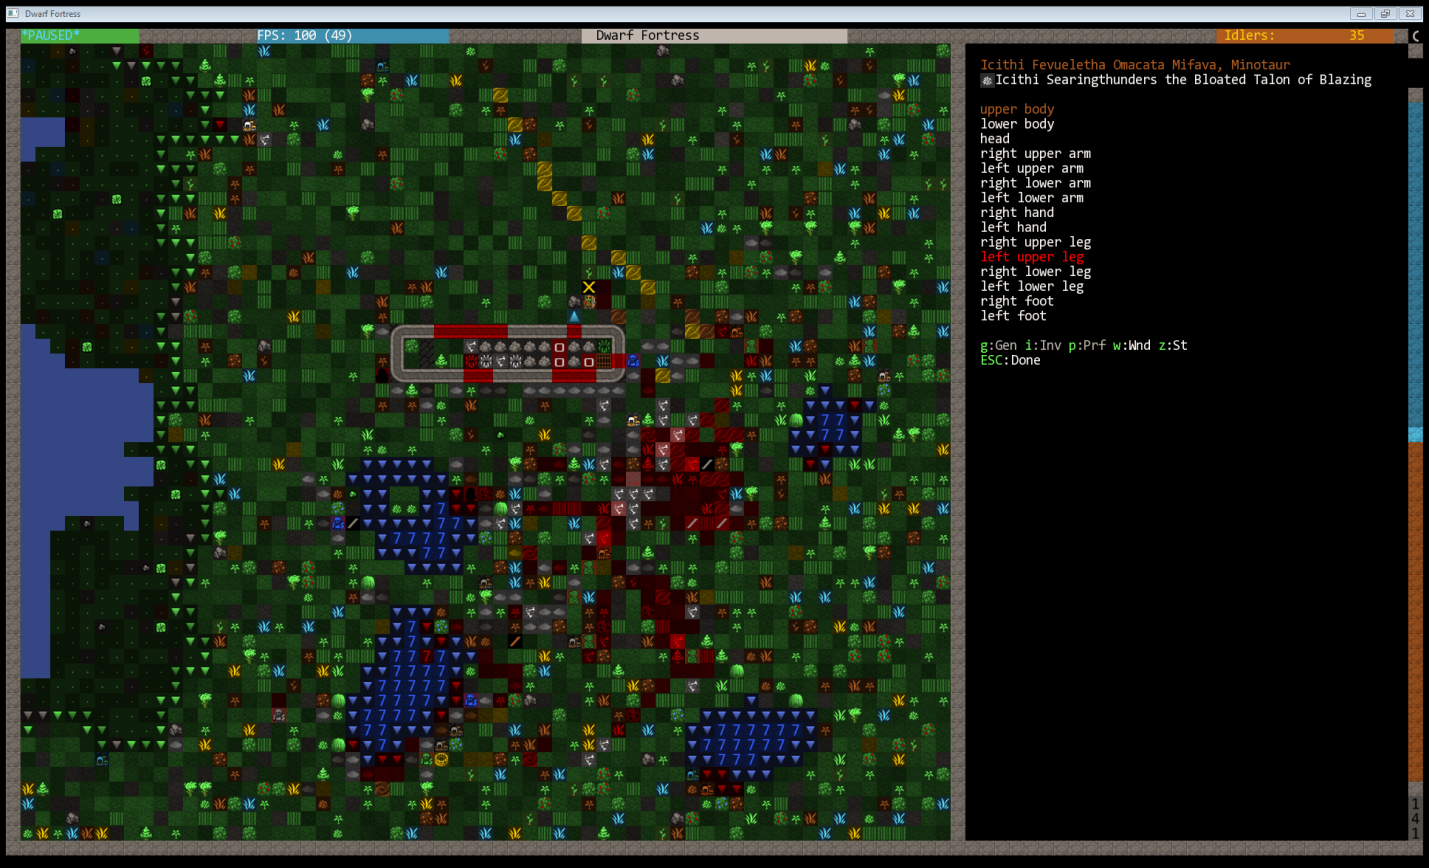 Dwarf Fortress
*PAUSED*
FPS: 100 (49)
Dwarf Fortress
Idlers: 35
Icithi Fevueletha Omacata Mifava, Minotaur
Icithi Searingthunders the Bloated Talon of Blazing
upper body
lower body
head
right upper arm
left upper arm
right lower arm
left lower arm
right hand
left hand
right upper leg
left upper leg
right lower leg
left lower leg
right foot
left foot
g:Gen i:Inv p:Prf w:Wnd z:St
ESC:Done
141